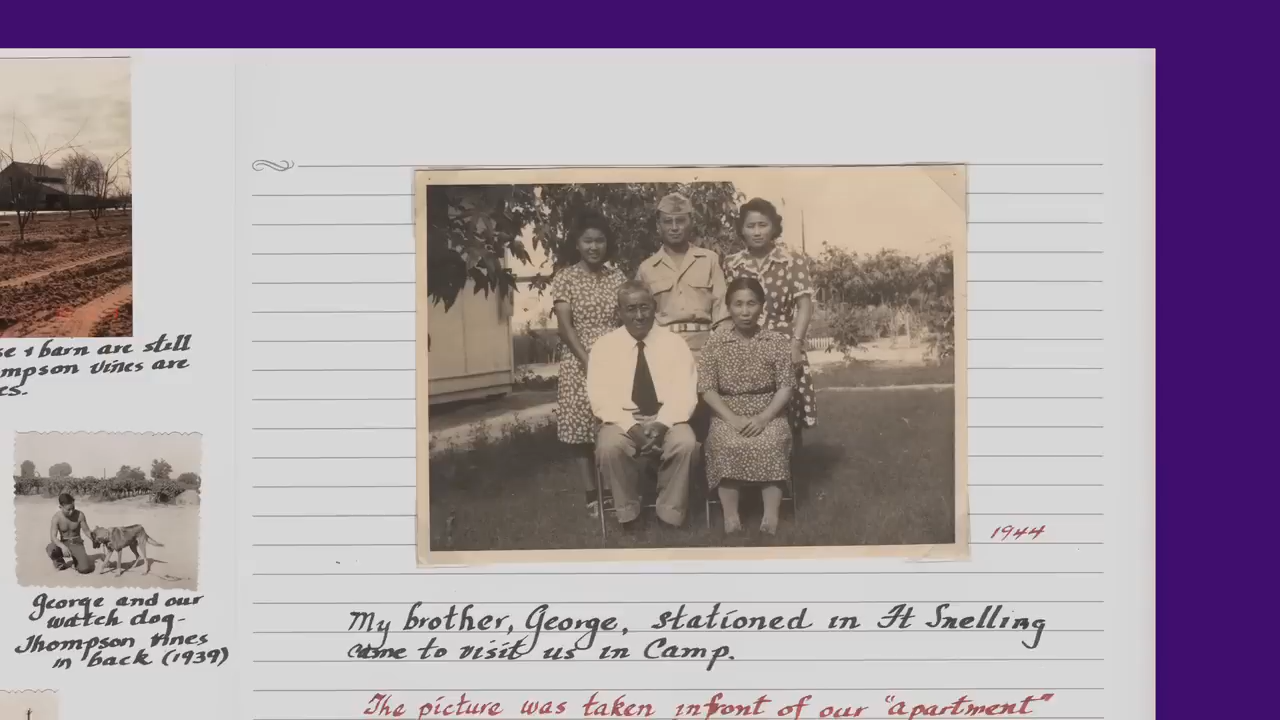 se & barn are still
mpson vines are
es.
George and our
watch dog-
Thompson vines
in back (1939)
1944
My brother, George, stationed in Ft Snelling
came to visit us in Camp.
The picture was taken infront of our "apartment"